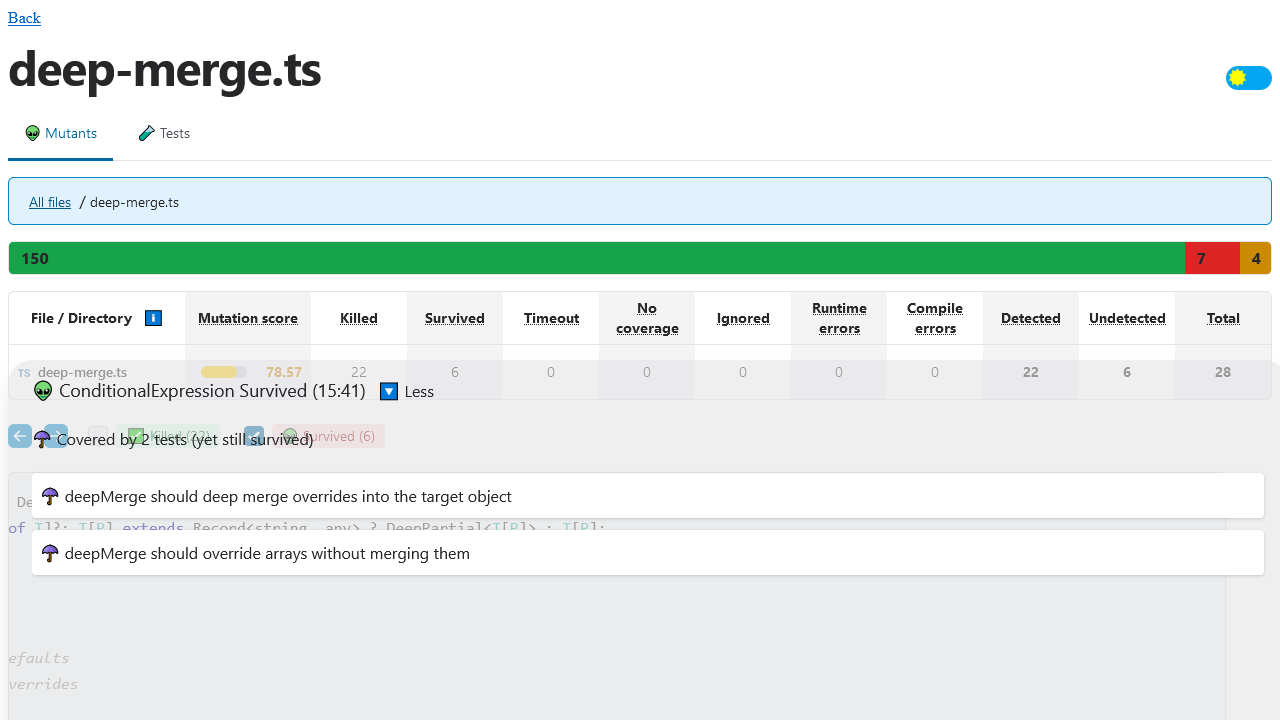 Back
deep-merge.ts
Mutants Tests
All files / deep-merge.ts
150 7 4
File / Directory Mutation score Killed Survived Timeout No coverage Ignored Runtime errors Compile errors Detected Undetected Total
TS deep-merge.ts 78.57 22 6 0 0 0 0 0 22 6 28
ConditionalExpression Survived (15:41) Less
Killed (22) Survived (6)
Covered by 2 tests (yet still survived)
deepMerge should deep merge overrides into the target object
De
of T]?: T[P] extends Record<string, any> ? DeepPartial<T[P]> : T[P];
deepMerge should override arrays without merging them
efaults
verrides